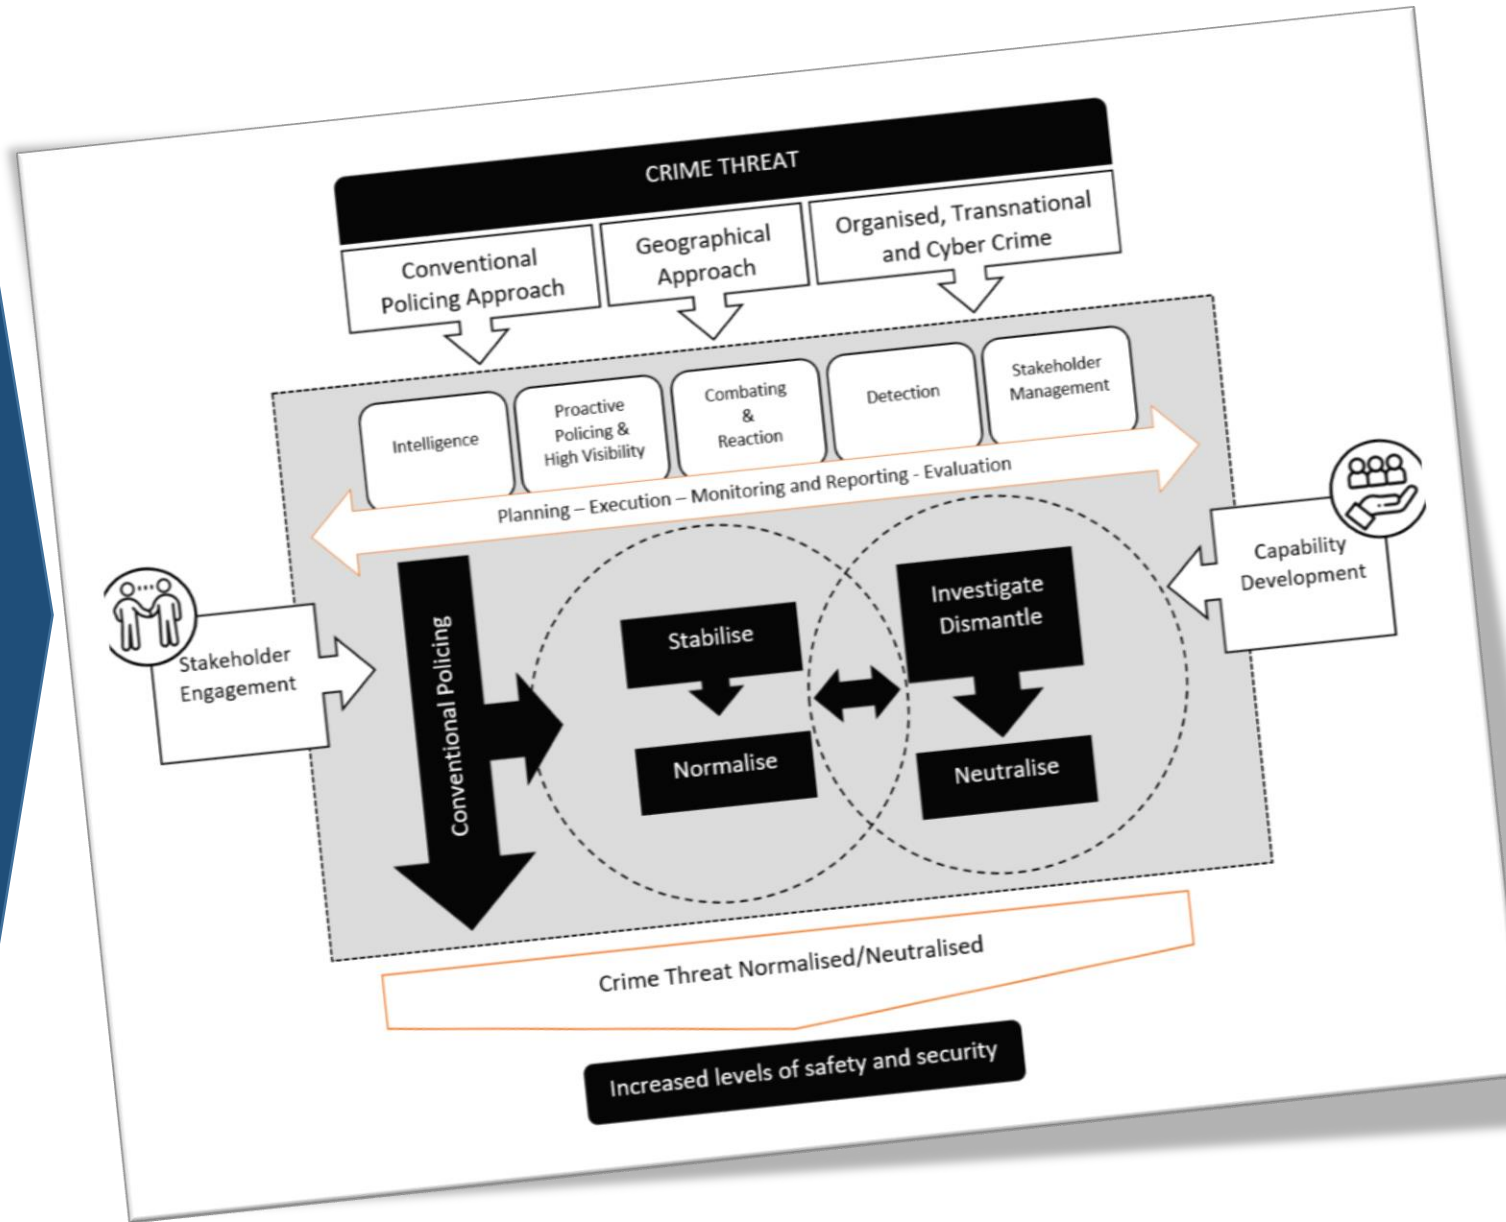 CRIME THREAT
Conventional
Policing Approach
Geographical
Approach
Organised, Transnational
and Cyber Crime
Intelligence
Proactive
Policing &
High Visibility
Combating
&
Reaction
Detection
Stakeholder
Management
Planning – Execution – Monitoring and Reporting - Evaluation
Stakeholder
Engagement
Conventional Policing
Stabilise
Normalise
Investigate
Dismantle
Neutralise
Capability
Development
Crime Threat Normalised/Neutralised
Increased levels of safety and security